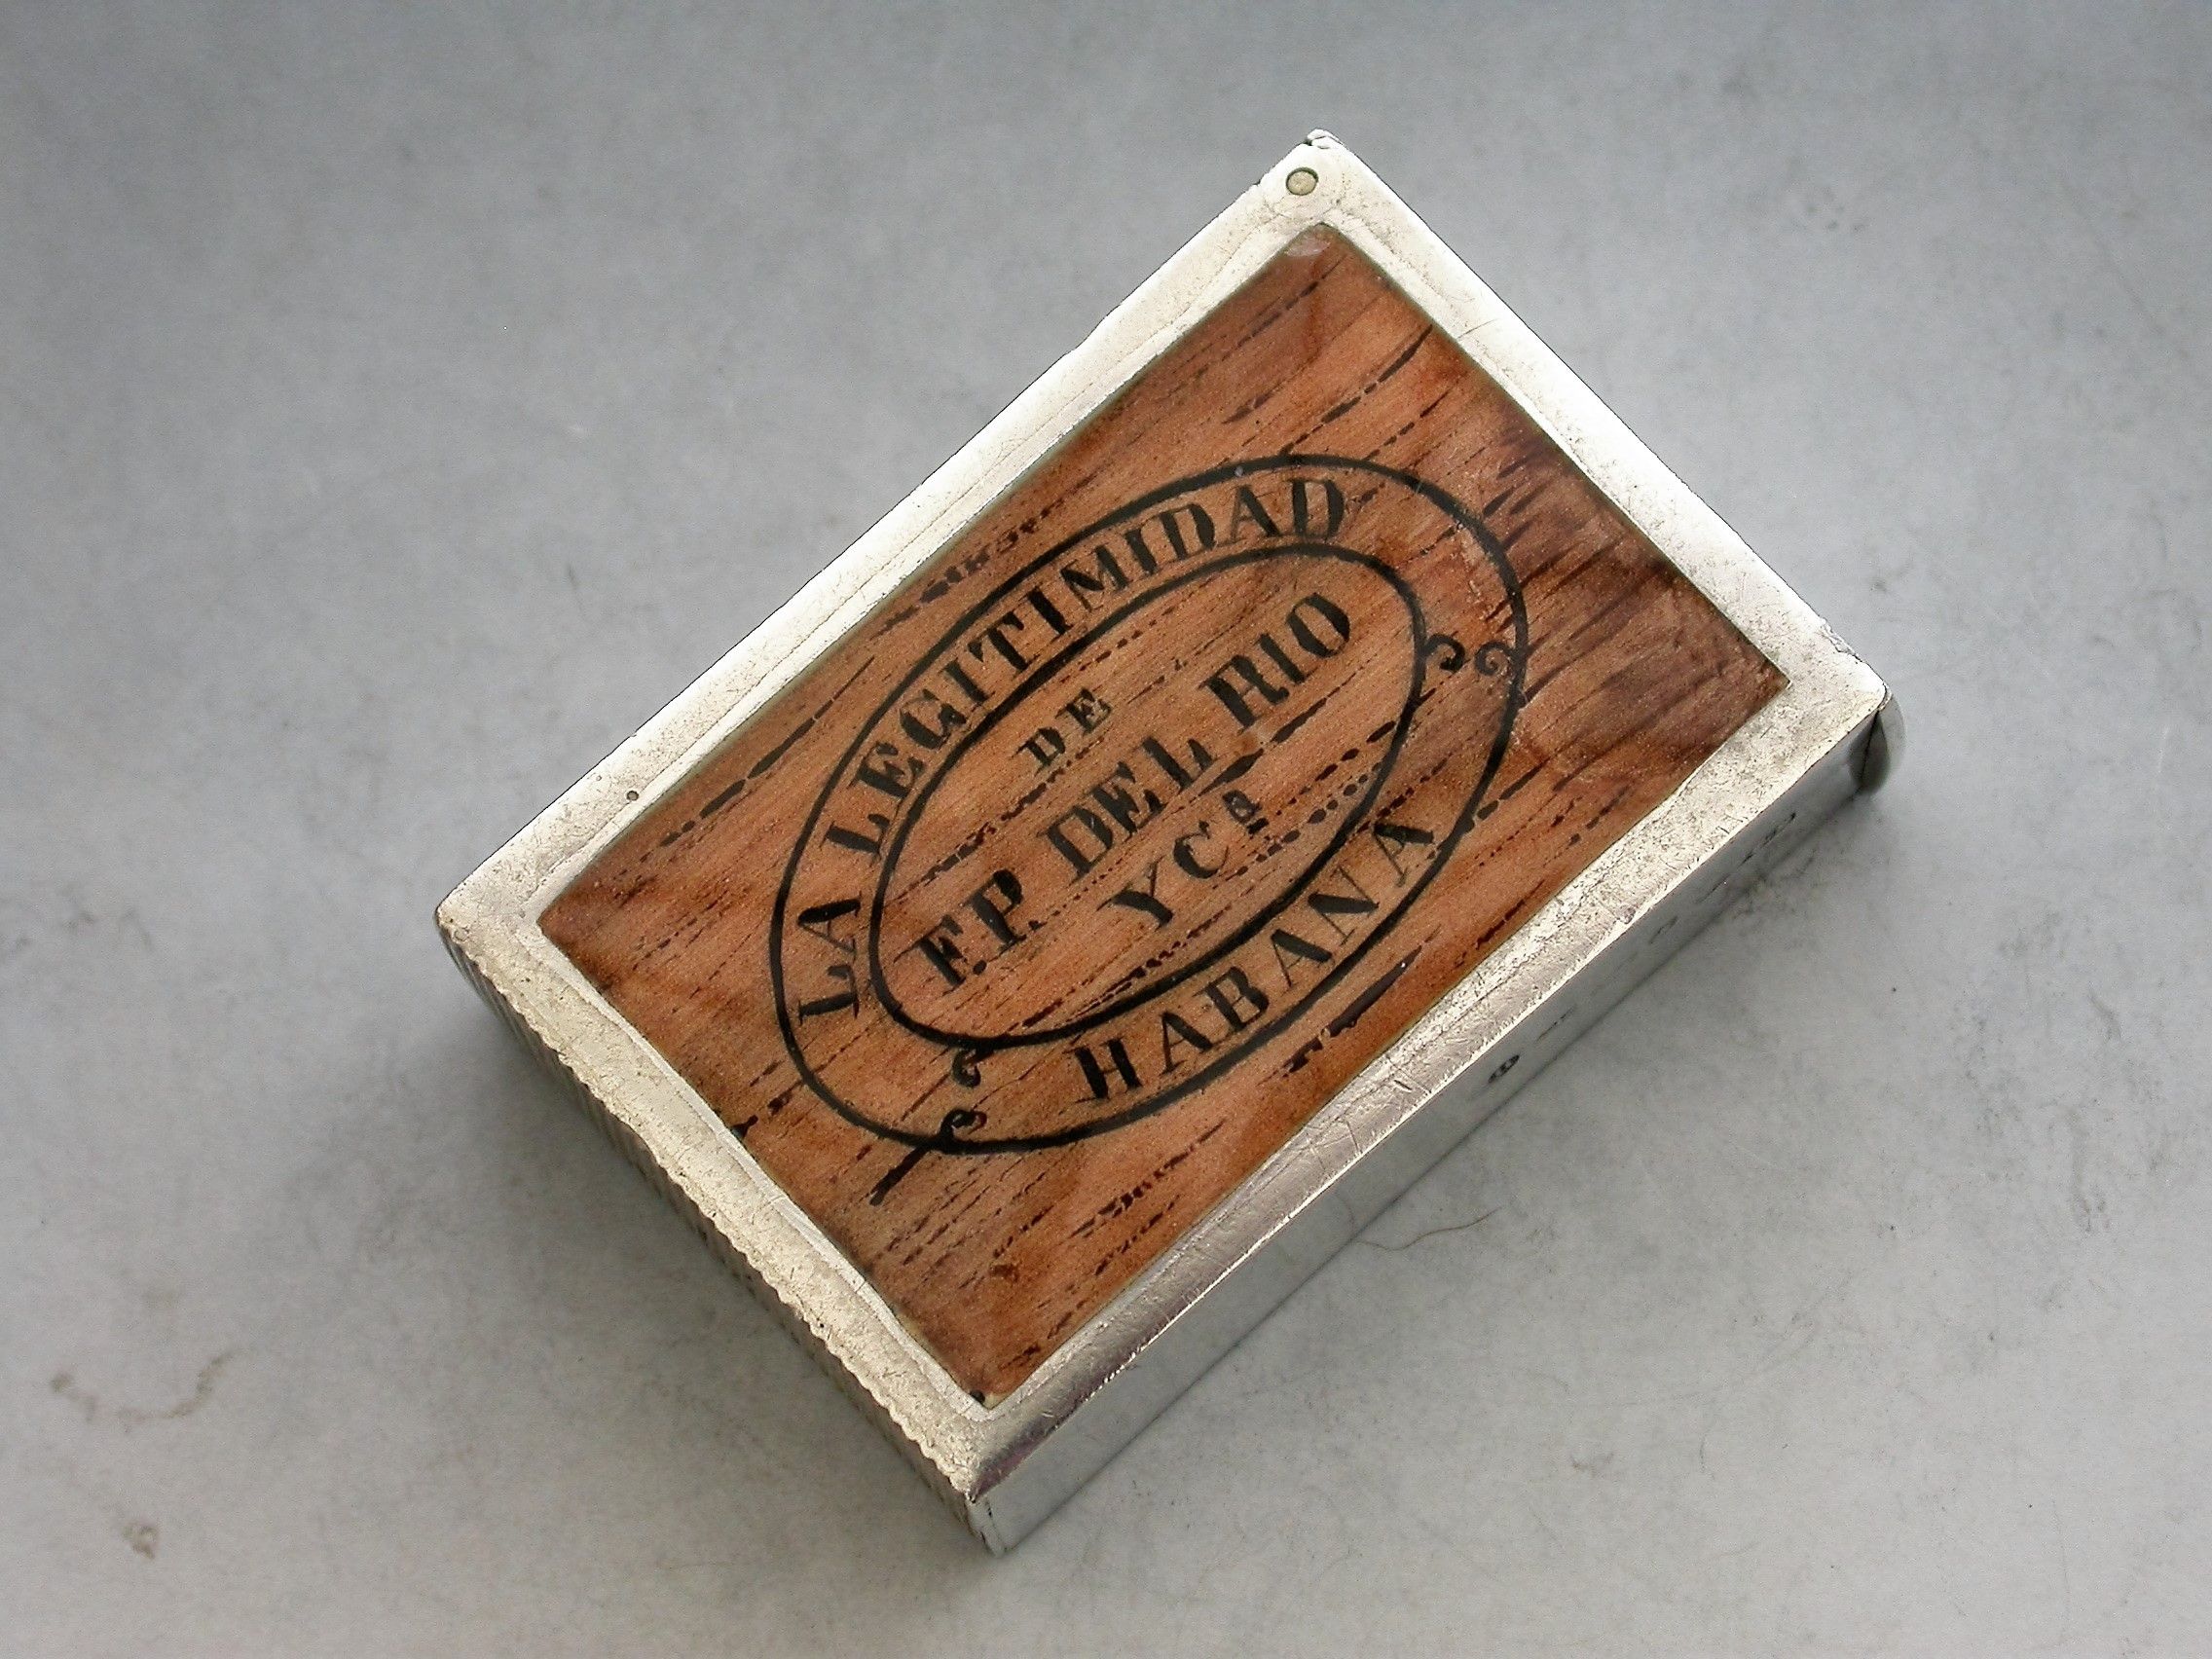 LA LEGITIMIDAD
DE
F.P. DEL RIO
Y Cª
HABANA